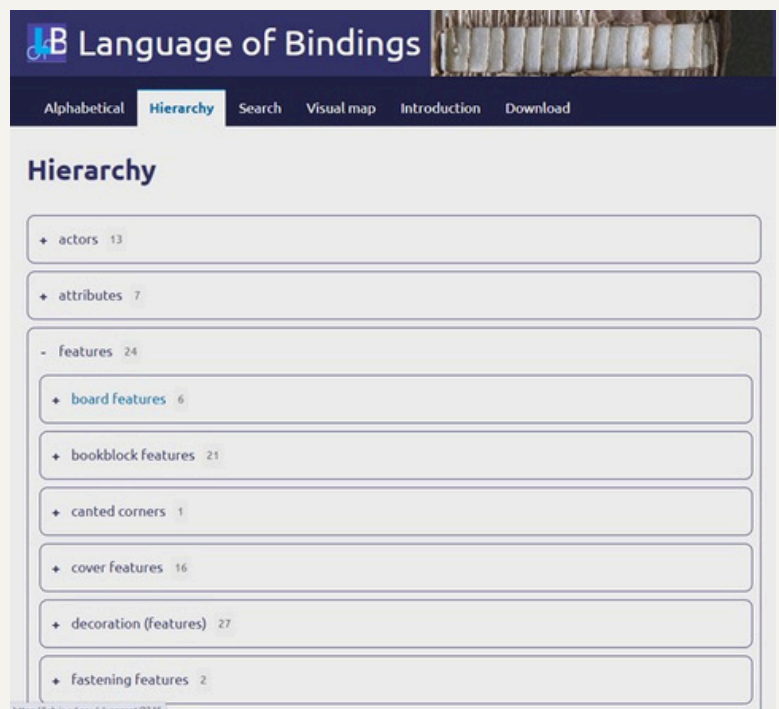 LofB Language of Bindings
Alphabetical Hierarchy Search Visual map Introduction Download
Hierarchy
+ actors 13
+ attributes 7
- features 24
+ board features 6
+ bookblock features 21
+ canted corners 1
+ cover features 16
+ decoration (features) 27
+ fastening features 2